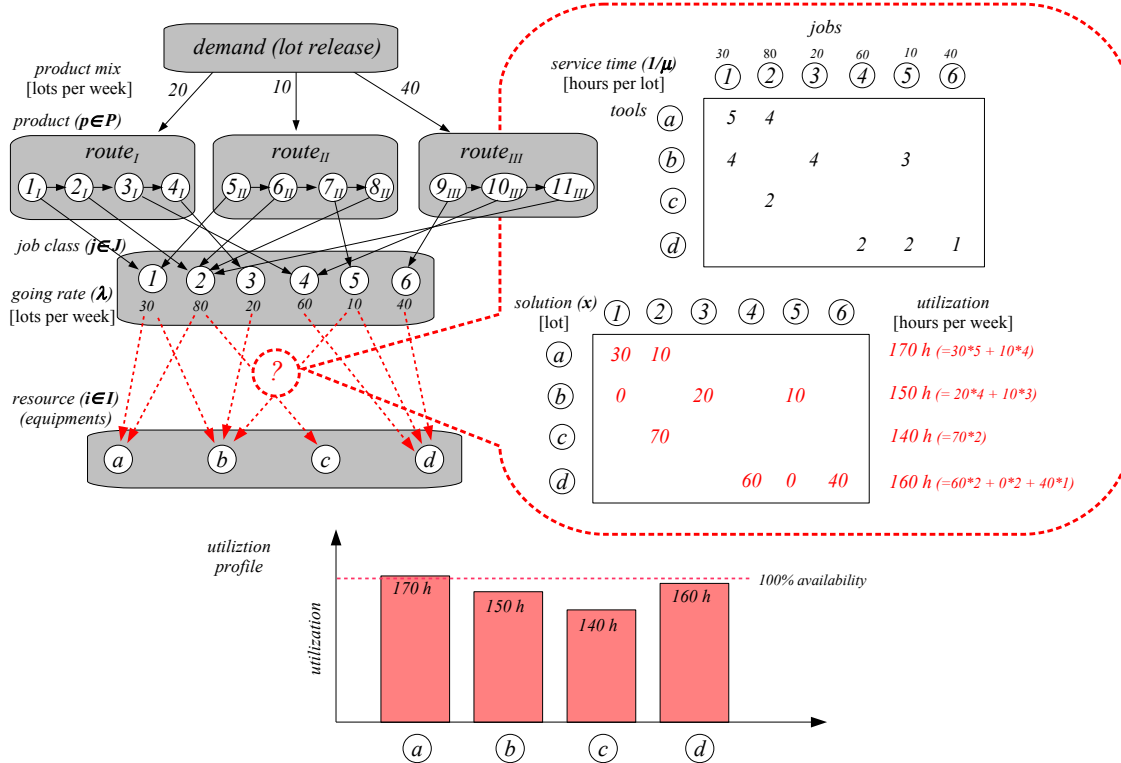 demand (lot release)
product mix
[lots per week]
20
10
40
product (p∈P)
route_I
route_II
route_III
1_I 2_I 3_I 4_I
5_II 6_II 7_II 8_II
9_III 10_III 11_III
job class (j∈J)
1 2 3 4 5 6
going rate (λ)
[lots per week]
30 80 20 60 10 40
?
resource (i∈I)
(equipments)
a b c d
jobs
service time (1/μ)
[hours per lot]
30 80 20 60 10 40
1 2 3 4 5 6
tools
a 5 4
b 4 4 3
c 2
d 2 2 1
solution (x)
[lot]
1 2 3 4 5 6
utilization
[hours per week]
a 30 10 170 h (=30*5 + 10*4)
b 0 20 10 150 h (= 20*4 + 10*3)
c 70 140 h (=70*2)
d 60 0 40 160 h (=60*2 + 0*2 + 40*1)
utiliztion
profile
100% availability
utilization
170 h
150 h
140 h
160 h
a b c d